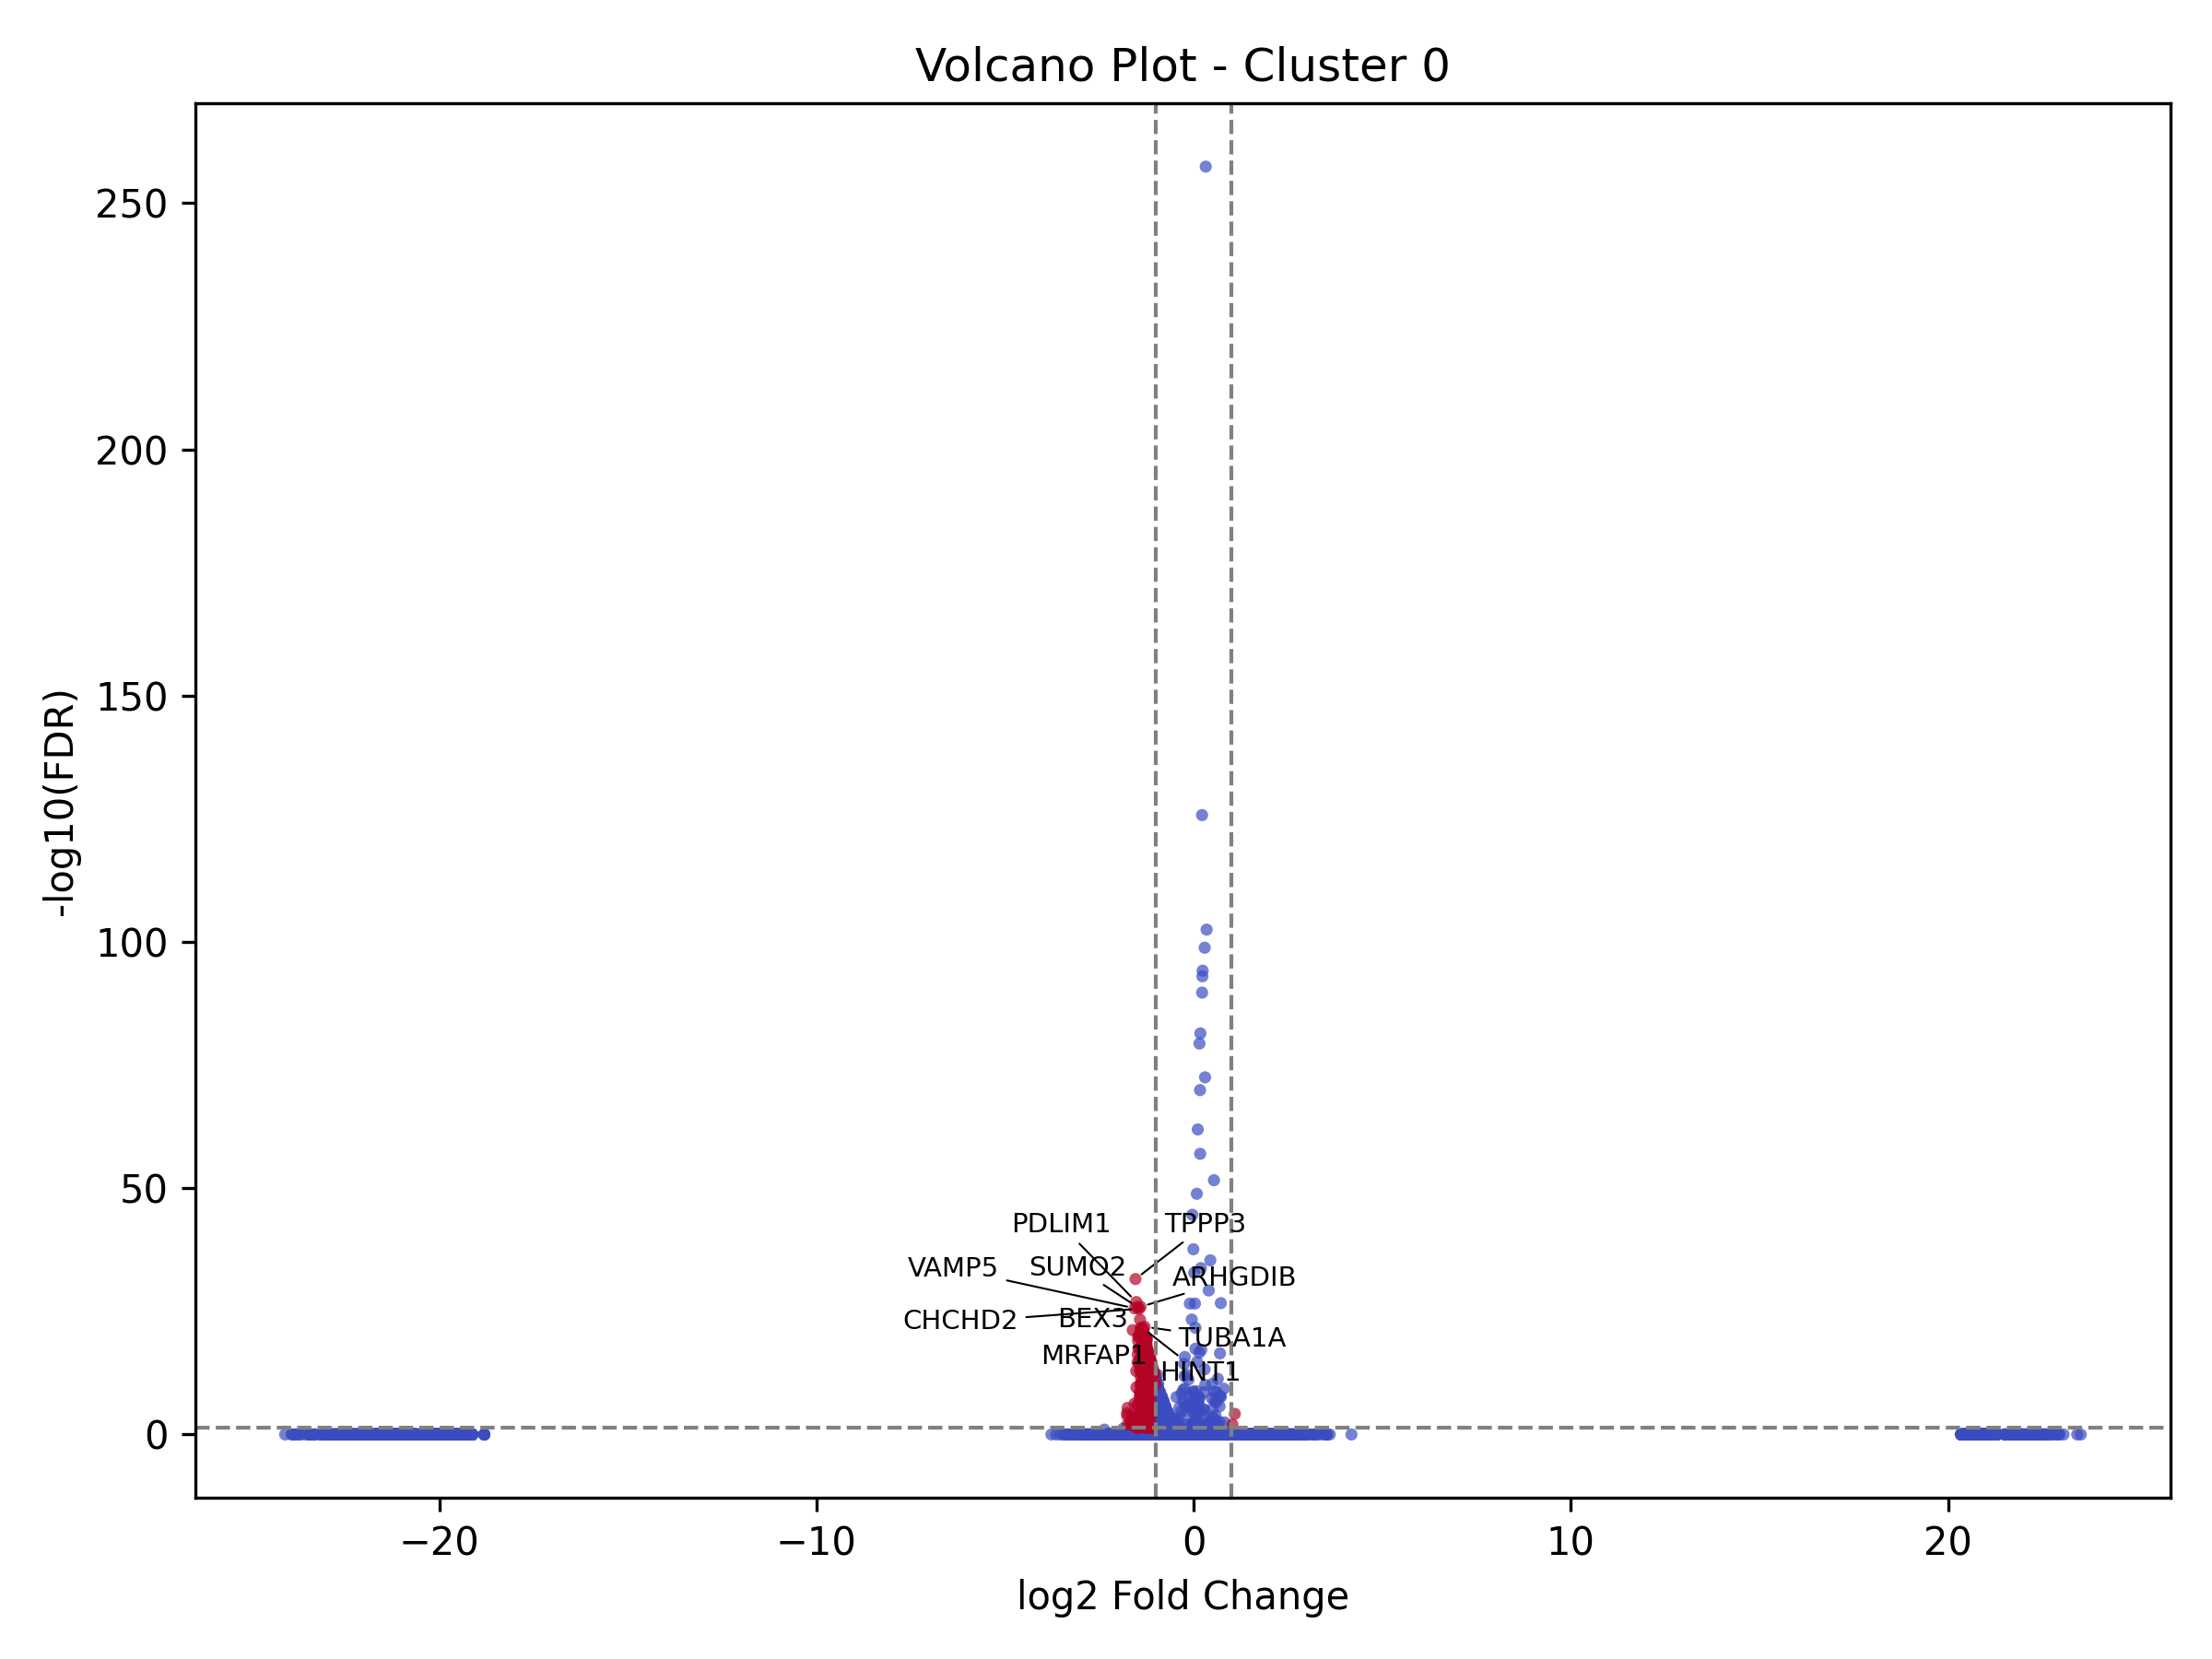 Volcano Plot - Cluster 0
250
200
150
100
50
0
-log10(FDR)
PDLIM1
TPPP3
VAMP5
SUMO2
ARHGDIB
CHCHD2
BEX3
TUBA1A
MRFAP1
HINT1
−20
−10
0
10
20
log2 Fold Change